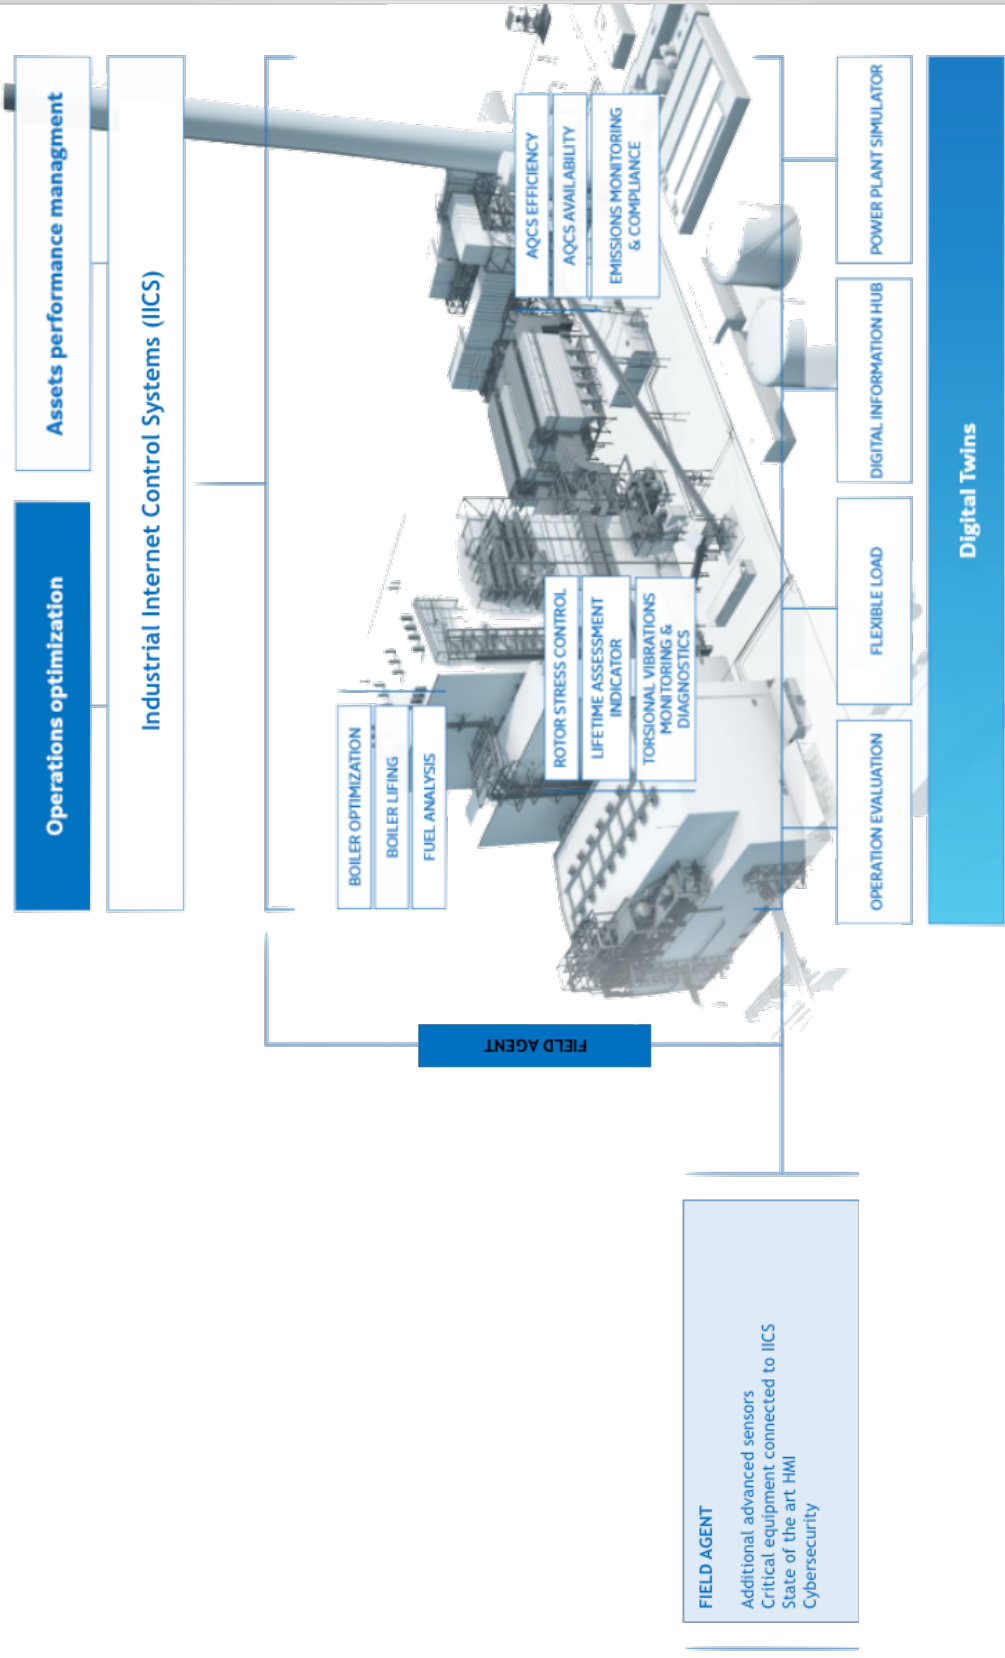 Operations optimization
Assets performance managment
Industrial Internet Control Systems (IICS)
BOILER OPTIMIZATION
BOILER LIFING
FUEL ANALYSIS
AQCS EFFICIENCY
AQCS AVAILABILITY
EMISSIONS MONITORING
& COMPLIANCE
ROTOR STRESS CONTROL
LIFETIME ASSESSMENT
INDICATOR
TORSIONAL VIBRATIONS
MONITORING &
DIAGNOSTICS
FIELD AGENT
OPERATION EVALUATION
FLEXIBLE LOAD
DIGITAL INFORMATION HUB
POWER PLANT SIMULATOR
Digital Twins
FIELD AGENT
Additional advanced sensors
Critical equipment connected to IICS
State of the art HMI
Cybersecurity